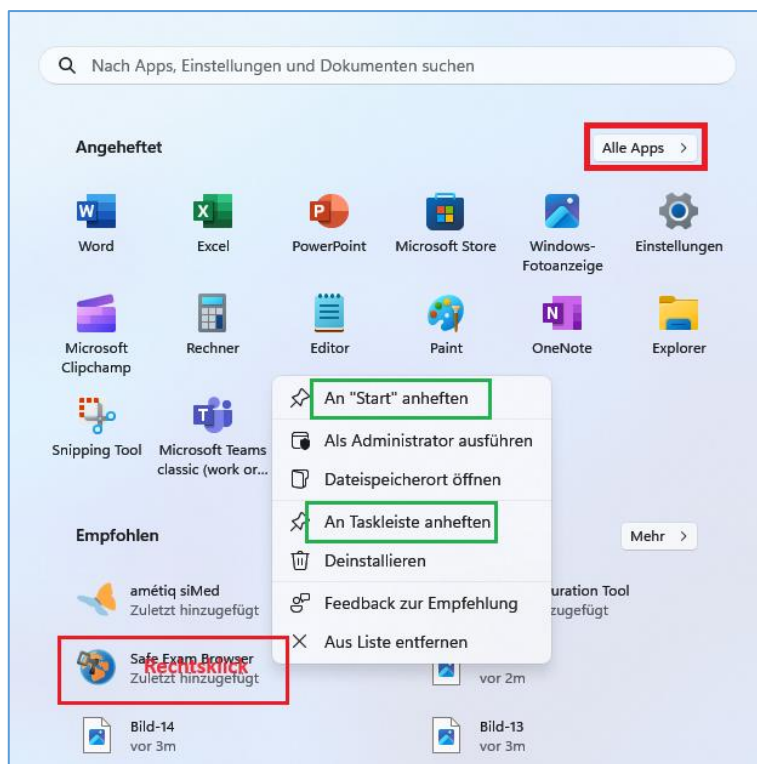 Nach Apps, Einstellungen und Dokumenten suchen
Angeheftet
Alle Apps
Word
Excel
PowerPoint
Microsoft Store
Windows-
Fotoanzeige
Einstellungen
Microsoft
Clipchamp
Rechner
Editor
Paint
OneNote
Explorer
Snipping Tool
Microsoft Teams
classic (work or...
An "Start" anheften
Als Administrator ausführen
Dateispeicherort öffnen
An Taskleiste anheften
Deinstallieren
Feedback zur Empfehlung
Aus Liste entfernen
Empfohlen
Mehr
amétiq siMed
Zuletzt hinzugefügt
Tool
Safe Exam Browser
Rechtsklick
Zuletzt hinzugefügt
vor 2m
Bild-14
vor 3m
Bild-13
vor 3m